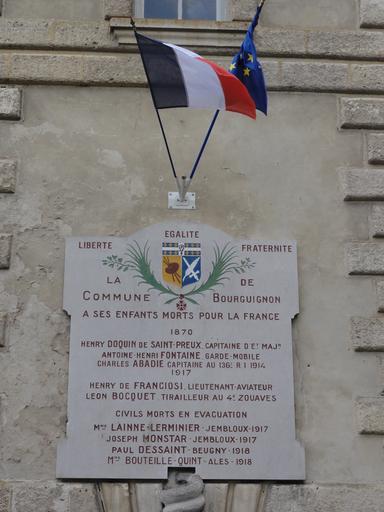 LIBERTE EGALITE FRATERNITE
LA DE
COMMUNE BOURGUIGNON
A SES ENFANTS MORTS POUR LA FRANCE
1870
HENRY DOQUIN DE SAINT-PREUX, CAPITAINE D'ET MAJR
ANTOINE-HENRI FONTAINE GARDE-MOBILE
CHARLES ABADIE CAPITAINE AU 136E R I 1914
1917
HENRY DE FRANCIOSI, LIEUTENANT-AVIATEUR
LEON BOCQUET TIRAILLEUR AU 4E ZOUAVES
CIVILS MORTS EN EVACUATION
MME LAINNE-LERMINIER-JEMBLOUX-1917
JOSEPH MONSTAR-JEMBLOUX-1917
PAUL DESSAINT-BEUGNY-1918
MME BOUTEILLE-QUINT-ALES-1918